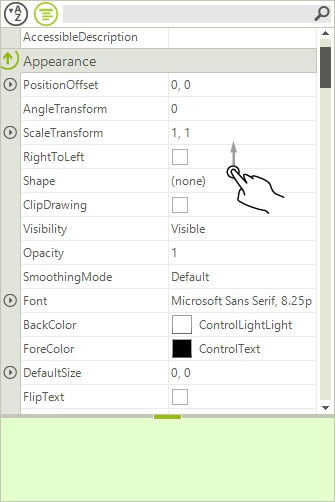 A
Z
AccessibleDescription
Appearance
PositionOffset 0, 0
AngleTransform 0
ScaleTransform 1, 1
RightToLeft
Shape (none)
ClipDrawing
Visibility Visible
Opacity 1
SmoothingMode Default
Font Microsoft Sans Serif, 8.25p
BackColor ControlLightLight
ForeColor ControlText
DefaultSize 0, 0
FlipText